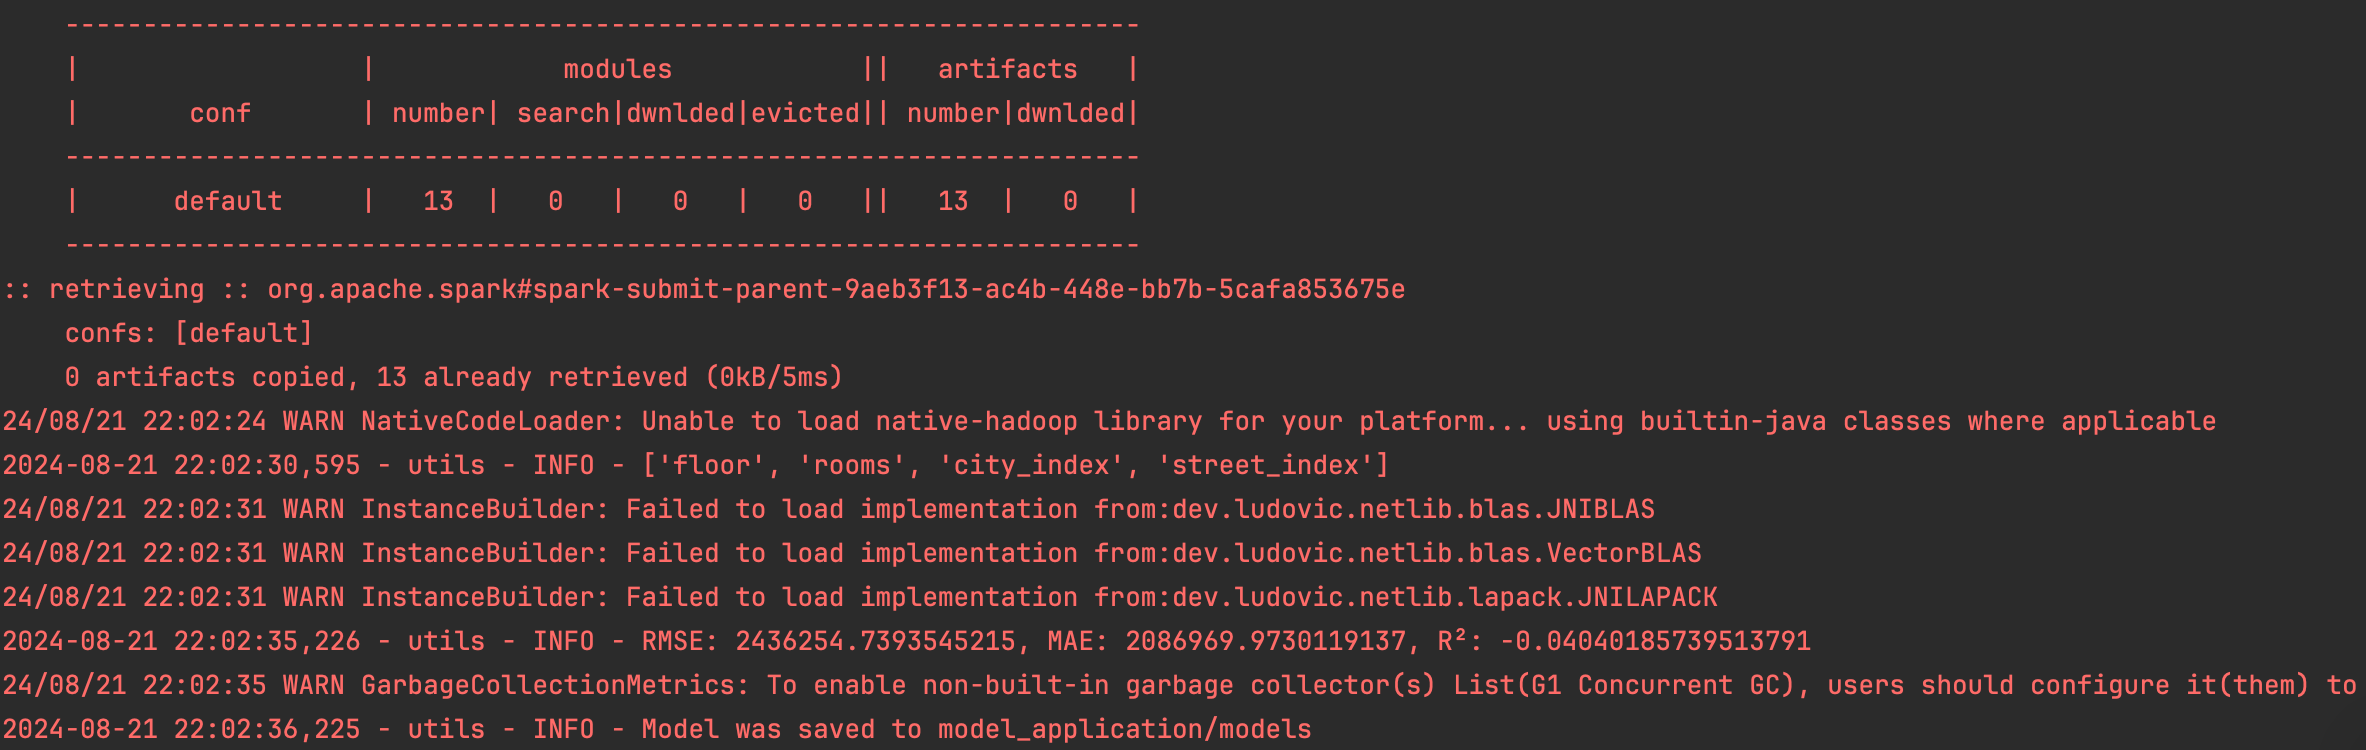 ---------------------------------------------------------------------
|                  |            modules            ||   artifacts   |
|       conf       | number| search|dwnlded|evicted|| number|dwnlded|
---------------------------------------------------------------------
|      default     |   13  |   0   |   0   |   0   ||   13  |   0   |
---------------------------------------------------------------------
:: retrieving :: org.apache.spark#spark-submit-parent-9aeb3f13-ac4b-448e-bb7b-5cafa853675e
confs: [default]
0 artifacts copied, 13 already retrieved (0kB/5ms)
24/08/21 22:02:24 WARN NativeCodeLoader: Unable to load native-hadoop library for your platform... using builtin-java classes where applicable
2024-08-21 22:02:30,595 - utils - INFO - ['floor', 'rooms', 'city_index', 'street_index']
24/08/21 22:02:31 WARN InstanceBuilder: Failed to load implementation from:dev.ludovic.netlib.blas.JNIBLAS
24/08/21 22:02:31 WARN InstanceBuilder: Failed to load implementation from:dev.ludovic.netlib.blas.VectorBLAS
24/08/21 22:02:31 WARN InstanceBuilder: Failed to load implementation from:dev.ludovic.netlib.lapack.JNILAPACK
2024-08-21 22:02:35,226 - utils - INFO - RMSE: 2436254.7393545215, MAE: 2086969.9730119137, R²: -0.04040185739513791
24/08/21 22:02:35 WARN GarbageCollectionMetrics: To enable non-built-in garbage collector(s) List(G1 Concurrent GC), users should configure it(them) to
2024-08-21 22:02:36,225 - utils - INFO - Model was saved to model_application/models